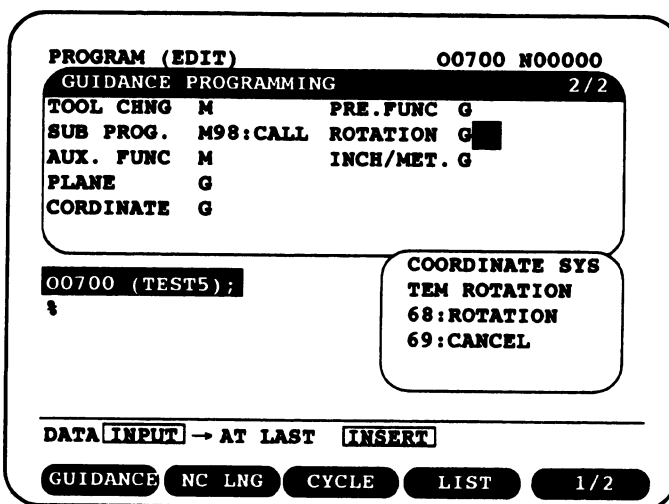 PROGRAM (EDIT) O0700 N00000
GUIDANCE PROGRAMMING 2/2
TOOL CHNG M PRE.FUNC G
SUB PROG. M98:CALL ROTATION G
AUX. FUNC M INCH/MET. G
PLANE G
CORDINATE G
O0700 (TEST5);
%
COORDINATE SYS
TEM ROTATION
68:ROTATION
69:CANCEL
DATA INPUT → AT LAST INSERT
GUIDANCE NC LNG CYCLE LIST 1/2